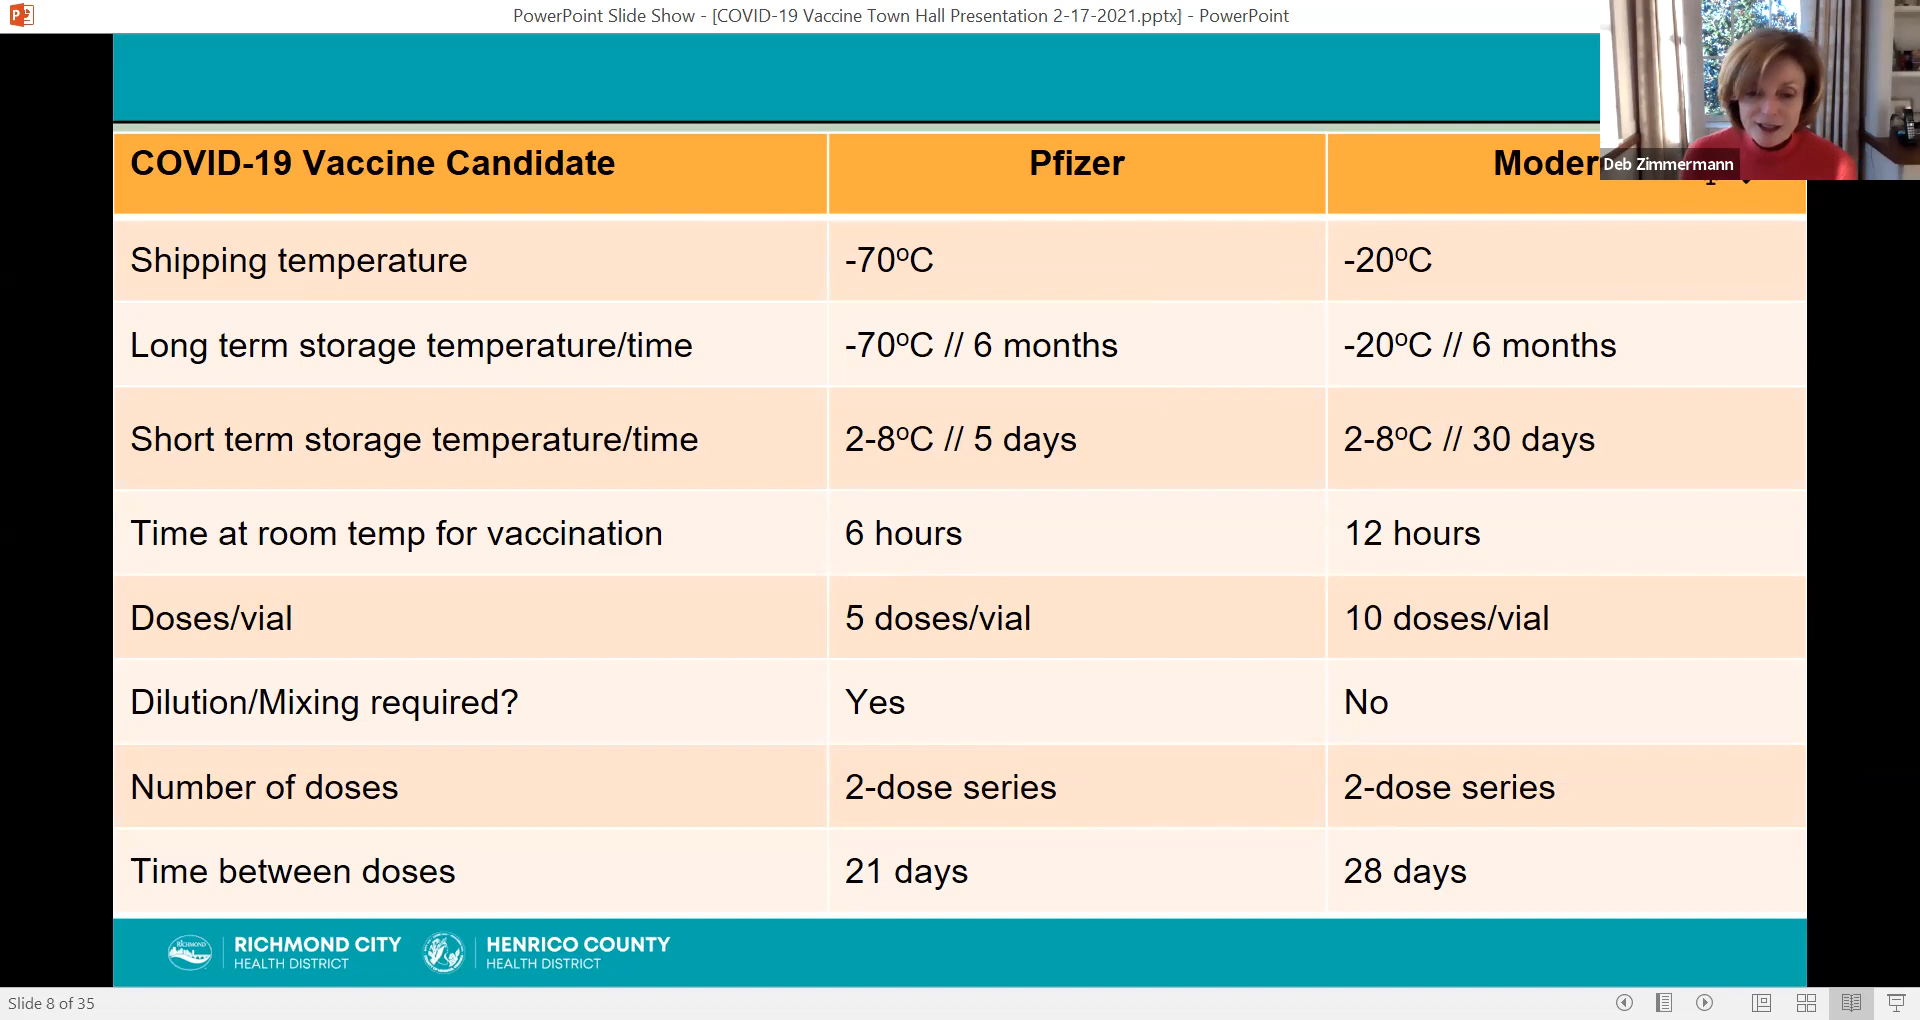 PowerPoint Slide Show - [COVID-19 Vaccine Town Hall Presentation 2-17-2021.pptx] - PowerPoint
Deb Zimmermann
COVID-19 Vaccine Candidate Pfizer Moder
Shipping temperature -70ºC -20ºC
Long term storage temperature/time -70ºC // 6 months -20ºC // 6 months
Short term storage temperature/time 2-8ºC // 5 days 2-8ºC // 30 days
Time at room temp for vaccination 6 hours 12 hours
Doses/vial 5 doses/vial 10 doses/vial
Dilution/Mixing required? Yes No
Number of doses 2-dose series 2-dose series
Time between doses 21 days 28 days
RICHMOND RICHMOND CITY HENRICO COUNTY
HEALTH DISTRICT HEALTH DISTRICT
Slide 8 of 35